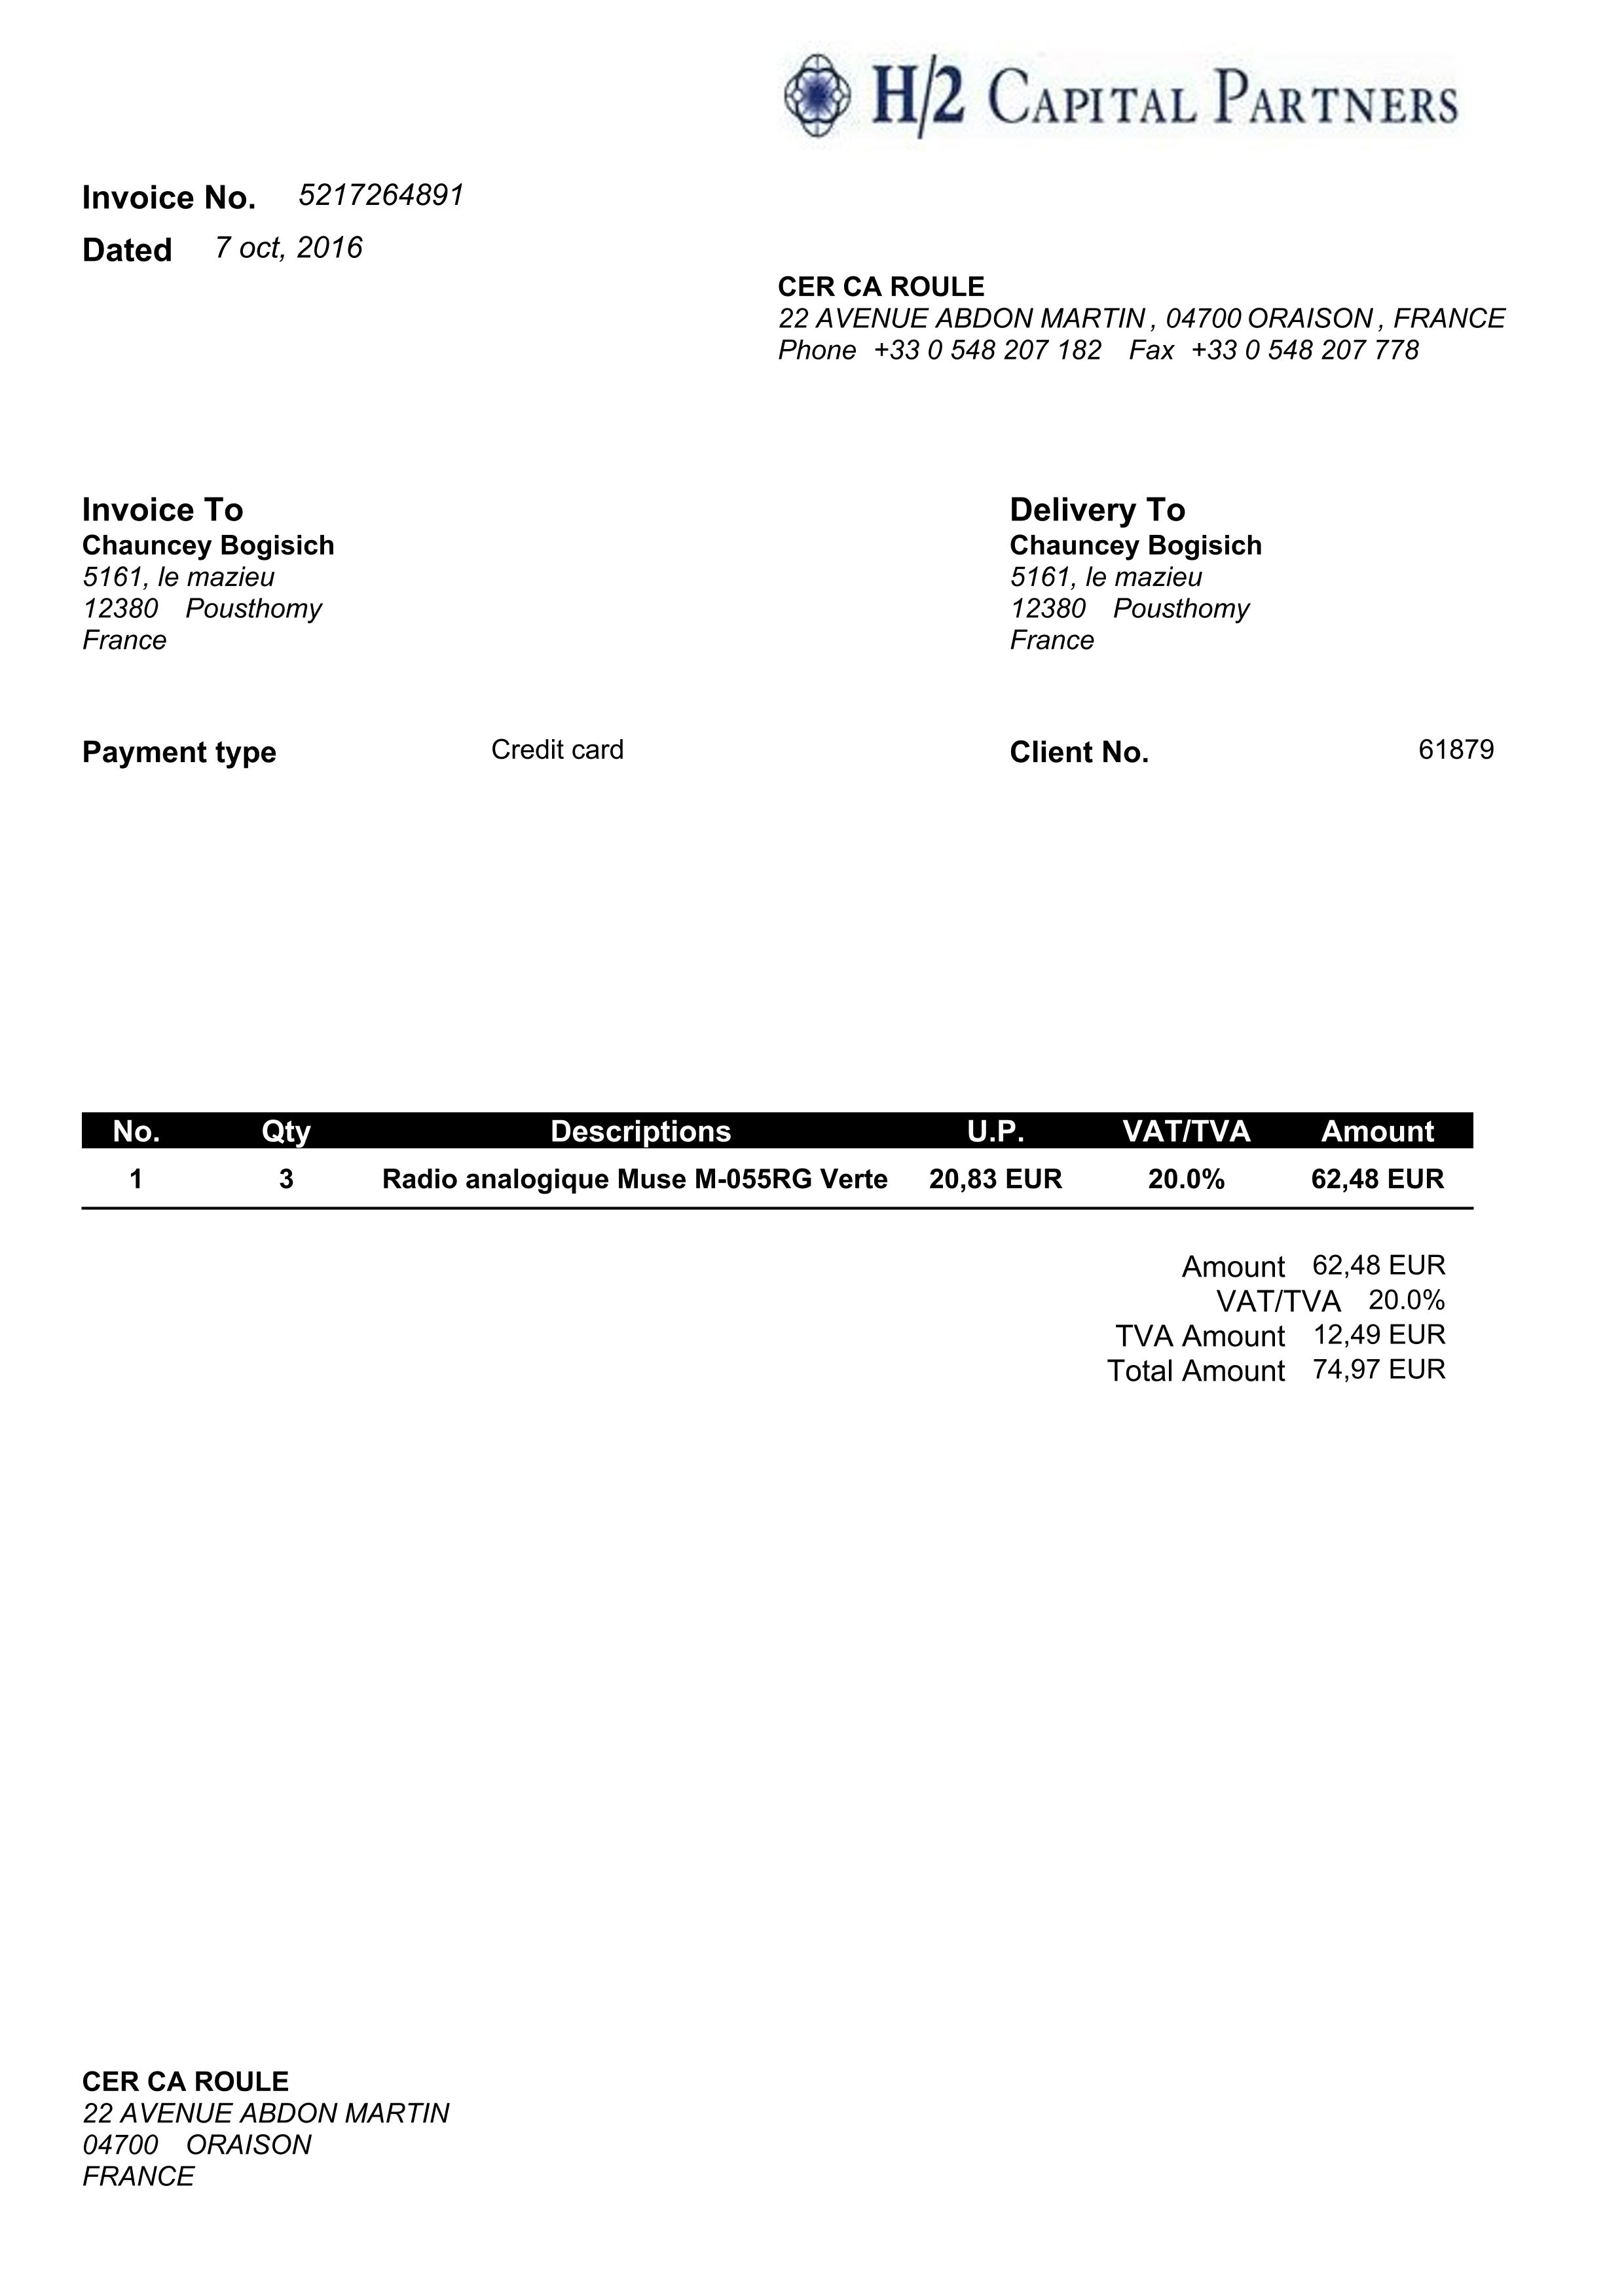 H/2 CAPITAL PARTNERS
Invoice No. 5217264891
Dated 7 oct, 2016
CER CA ROULE
22 AVENUE ABDON MARTIN , 04700 ORAISON , FRANCE
Phone +33 0 548 207 182 Fax +33 0 548 207 778
Invoice To
Chauncey Bogisich
5161, le mazieu
12380 Pousthomy
France
Delivery To
Chauncey Bogisich
5161, le mazieu
12380 Pousthomy
France
Payment type Credit card
Client No. 61879
No. Qty Descriptions U.P. VAT/TVA Amount
1 3 Radio analogique Muse M-055RG Verte 20,83 EUR 20.0% 62,48 EUR
Amount 62,48 EUR
VAT/TVA 20.0%
TVA Amount 12,49 EUR
Total Amount 74,97 EUR
CER CA ROULE
22 AVENUE ABDON MARTIN
04700 ORAISON
FRANCE